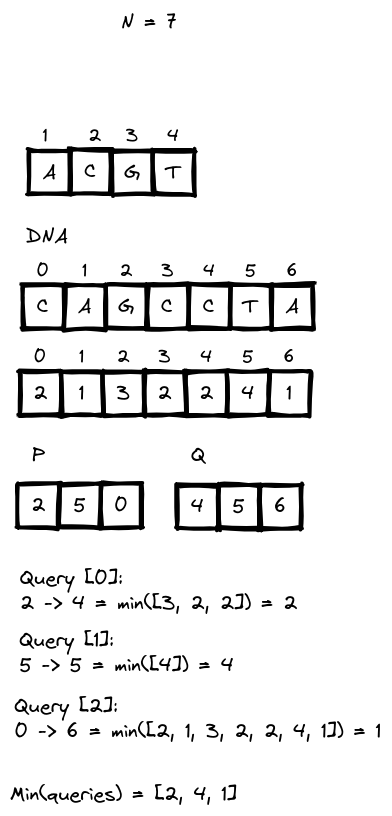 N = 7
1 2 3 4
A C G T
DNA
0 1 2 3 4 5 6
C A G C C T A
0 1 2 3 4 5 6
2 1 3 2 2 4 1
P Q
2 5 0 4 5 6
Query [0]:
2 -> 4 = min([3, 2, 2]) = 2
Query [1]:
5 -> 5 = min([4]) = 4
Query [2]:
0 -> 6 = min([2, 1, 3, 2, 2, 4, 1]) = 1
Min(queries) = [2, 4, 1]